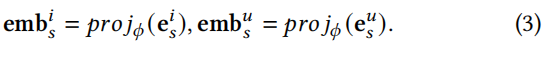 emb_s^i = proj_ϕ(e_s^i), emb_s^u = proj_ϕ(e_s^u). (3)